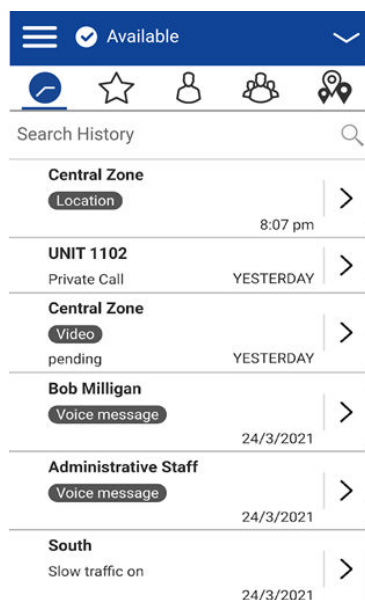 Available
Search History
Central Zone
Location
8:07 pm
UNIT 1102
Private Call YESTERDAY
Central Zone
Video
pending YESTERDAY
Bob Milligan
Voice message
24/3/2021
Administrative Staff
Voice message
24/3/2021
South
Slow traffic on
24/3/2021